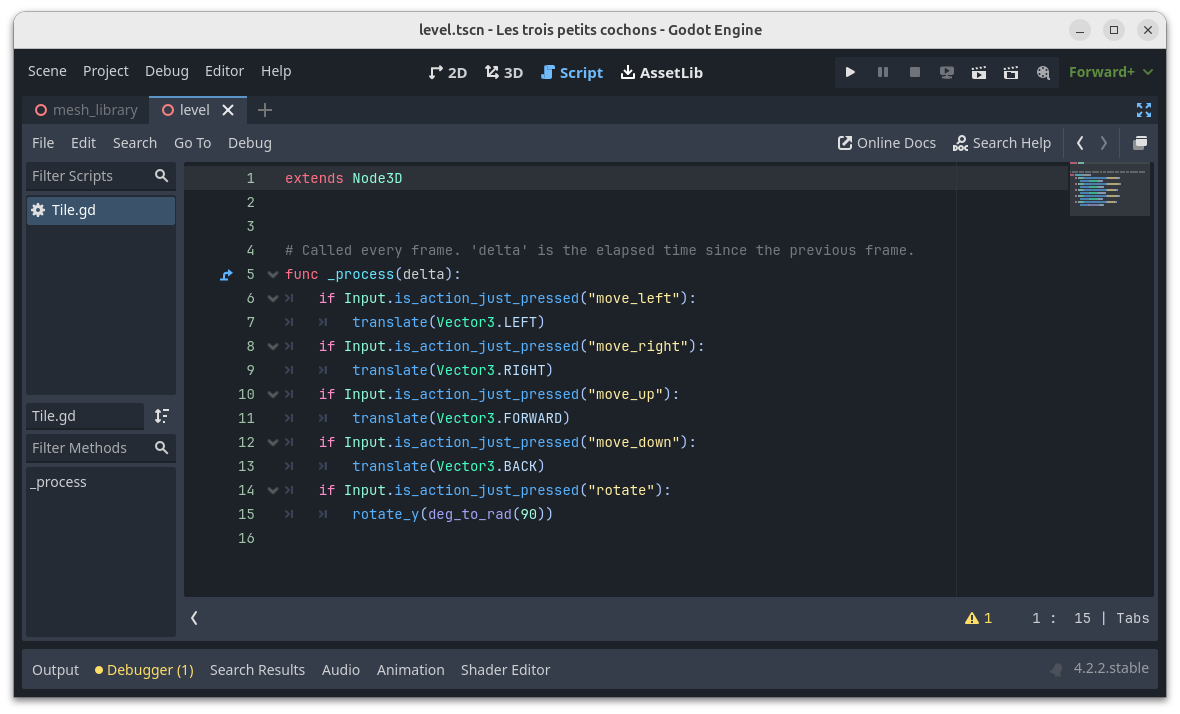 level.tscn - Les trois petits cochons - Godot Engine
Scene Project Debug Editor Help 2D 3D Script AssetLib Forward+
mesh_library level
File Edit Search Go To Debug Online Docs DOC Search Help
Filter Scripts
Tile.gd
Tile.gd
Filter Methods
_process
1 extends Node3D
2
3
4 # Called every frame. 'delta' is the elapsed time since the previous frame.
5 func _process(delta):
6 if Input.is_action_just_pressed("move_left"):
7 translate(Vector3.LEFT)
8 if Input.is_action_just_pressed("move_right"):
9 translate(Vector3.RIGHT)
10 if Input.is_action_just_pressed("move_up"):
11 translate(Vector3.FORWARD)
12 if Input.is_action_just_pressed("move_down"):
13 translate(Vector3.BACK)
14 if Input.is_action_just_pressed("rotate"):
15 rotate_y(deg_to_rad(90))
16
1 1 : 15 | Tabs
Output Debugger (1) Search Results Audio Animation Shader Editor 4.2.2.stable